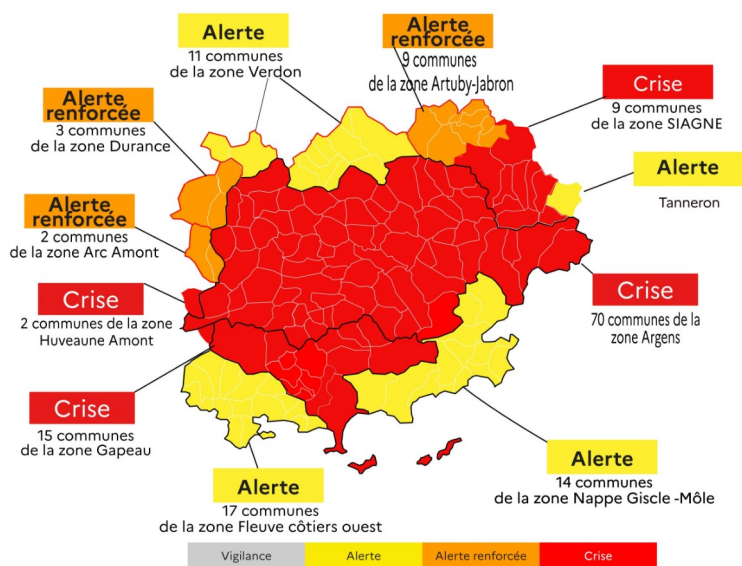 Alerte
11 communes
de la zone Verdon
Alerte
renforcée
9 communes
de la zone Artuby-Jabron
Crise
9 communes
de la zone SIAGNE
Alerte
renforcée
3 communes
de la zone Durance
Alerte
Tanneron
Alerte
renforcée
2 communes
de la zone Arc Amont
Crise
2 communes de la zone
Huveaune Amont
Crise
70 communes de la
zone Argens
Crise
15 communes
de la zone Gapeau
Alerte
14 communes
de la zone Nappe Giscle -Môle
Alerte
17 communes
de la zone Fleuve côtiers ouest
Vigilance
Alerte
Alerte renforcée
Crise